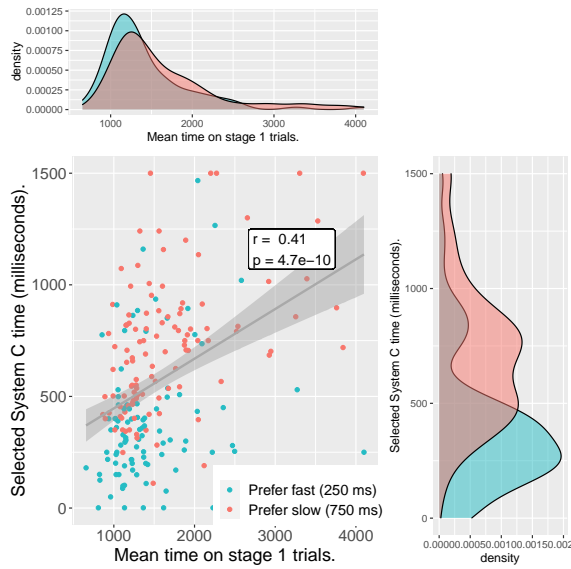 0.00125
0.00100
0.00075
0.00050
0.00025
0.00000
density
1000 2000 3000 4000
Mean time on stage 1 trials.
1500
1000
500
0
Selected System C time (milliseconds).
r = 0.41
p = 4.7e−10
Prefer fast (250 ms)
Prefer slow (750 ms)
1000 2000 3000 4000
Mean time on stage 1 trials.
1500
1000
500
0
Selected System C time (milliseconds).
0.00000.00050.00100.00150.002
density